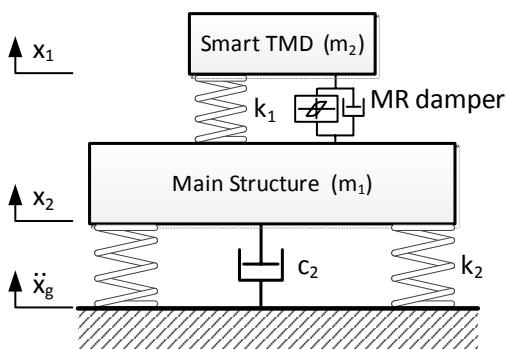 Smart TMD (m₂)
x₁
k₁
MR damper
Main Structure (m₁)
x₂
c₂
k₂
ẍg